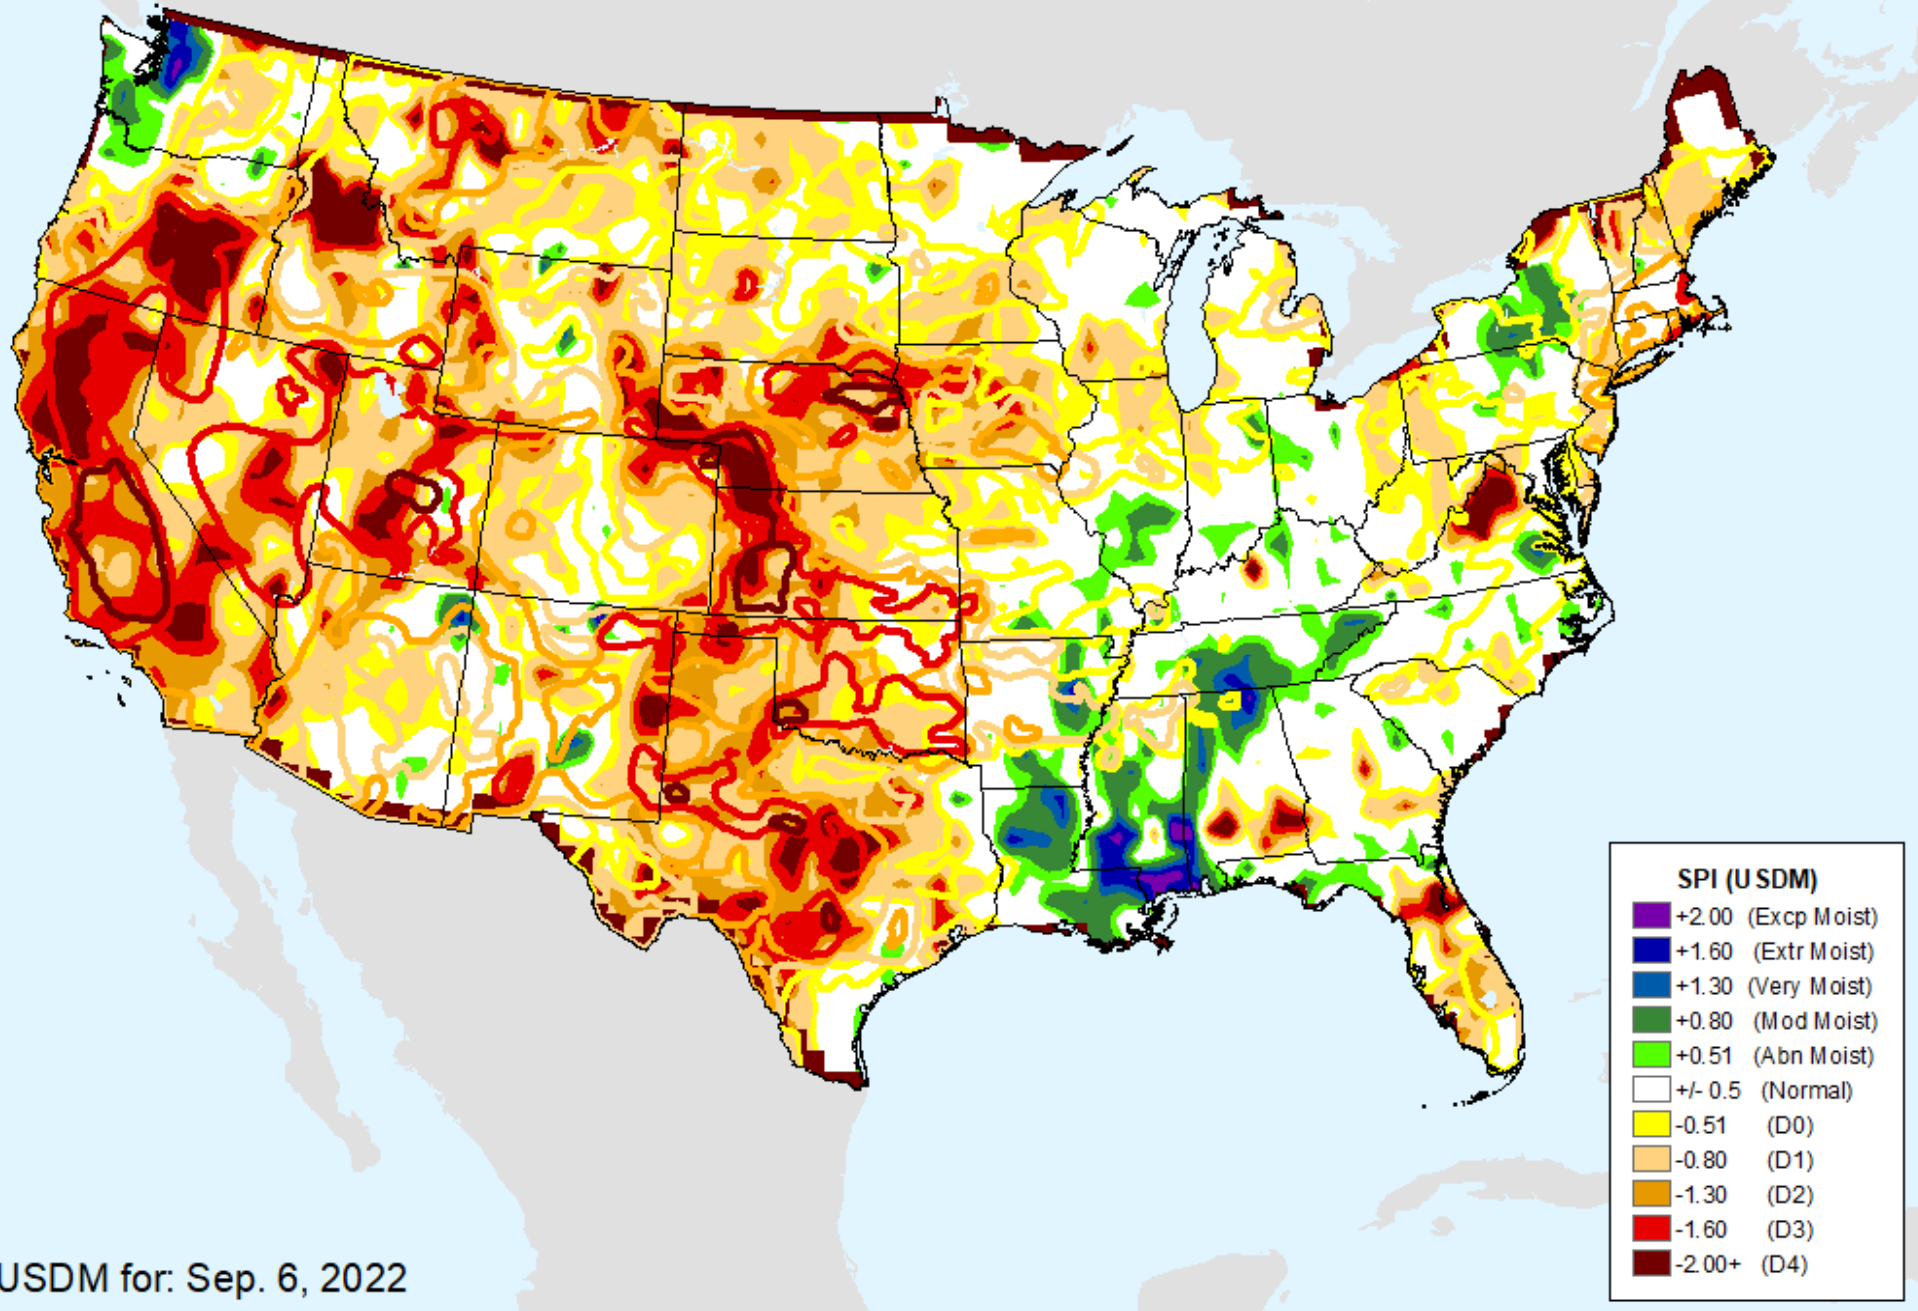 SPI (USDM)
+2.00 (Excp Moist)
+1.60 (Extr Moist)
+1.30 (Very Moist)
+0.80 (Mod Moist)
+0.51 (Abn Moist)
+/- 0.5 (Normal)
-0.51 (D0)
-0.80 (D1)
-1.30 (D2)
-1.60 (D3)
-2.00+ (D4)
USDM for: Sep. 6, 2022